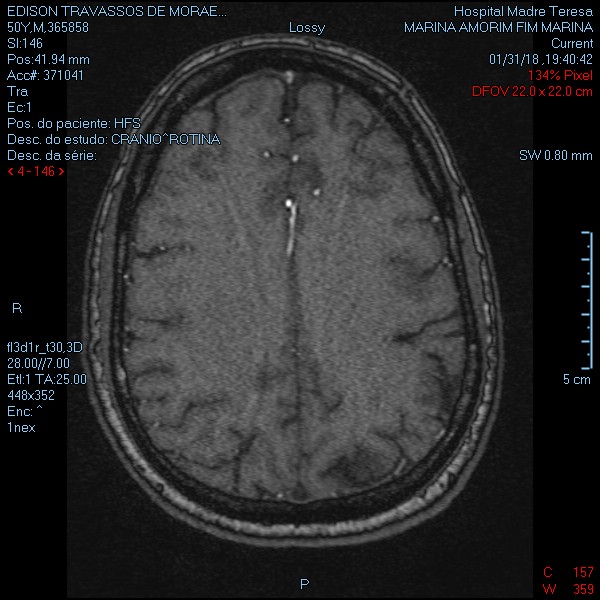 EDISON TRAVASSOS DE MORAE...
50Y,M,365858
Sl:146
Pos:41.94 mm
Acc#: 371041
Tra
Ec:1
Pos. do paciente: HFS
Desc. do estudo: CRANIO^ROTINA
Desc. da série:
< 4 - 146 >
Lossy
Hospital Madre Teresa
MARINA AMORIM FIM MARINA
Current
01/31/18 ,19:40:42
134% Pixel
DFOV 22.0 x 22.0 cm
SW 0.80 mm
R
5 cm
fl3d1r_t30,3D
28.00//7.00
Etl:1 TA:25.00
448x352
Enc: ^
1nex
P
C 157
W 359